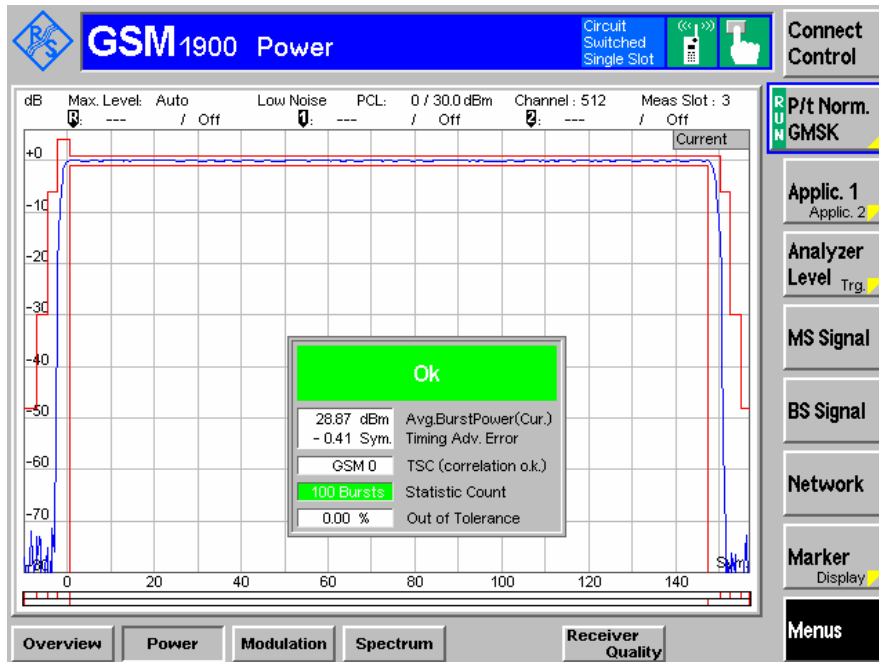 R&S
GSM 1900 Power
Circuit
Switched
Single Slot
Connect
Control
dB Max. Level: Auto Low Noise PCL: 0 / 30.0 dBm Channel : 512 Meas Slot : 3
R: --- / Off 1: --- / Off 2: --- / Off
Current
RUN
P/t Norm.
GMSK
Applic. 1
Applic. 2
Analyzer
Level Trg.
MS Signal
BS Signal
Network
Marker
Display
Menus
+0
-10
-20
-30
-40
-50
-60
-70
-80
Ok
28.87 dBm Avg.BurstPower(Cur.)
- 0.41 Sym. Timing Adv. Error
GSM 0 TSC (correlation o.k.)
100 Bursts Statistic Count
0.00 % Out of Tolerance
Sym
0 20 40 60 80 100 120 140
Overview Power Modulation Spectrum Receiver
Quality